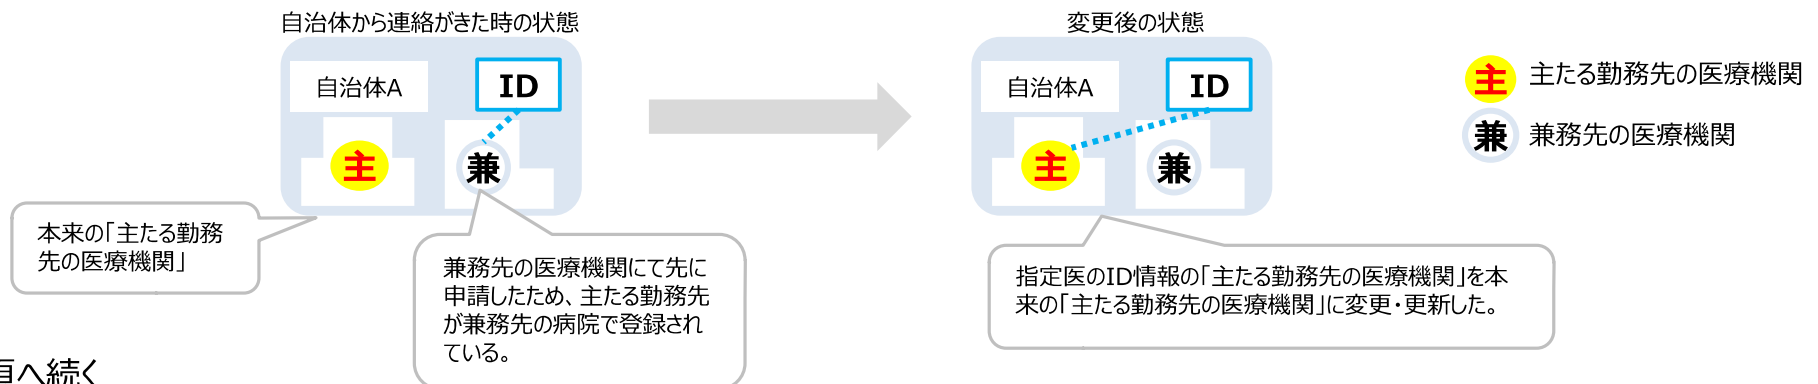 自治体から連絡がきた時の状態
自治体A
ID
主
兼
本来の「主たる勤務
先の医療機関」
兼務先の医療機関にて先に
申請したため、主たる勤務先
が兼務先の病院で登録され
ている。
変更後の状態
自治体A
ID
主
兼
指定医のID情報の「主たる勤務先の医療機関」を本
来の「主たる勤務先の医療機関」に変更・更新した。
主 主たる勤務先の医療機関
兼 兼務先の医療機関
頁へ続く